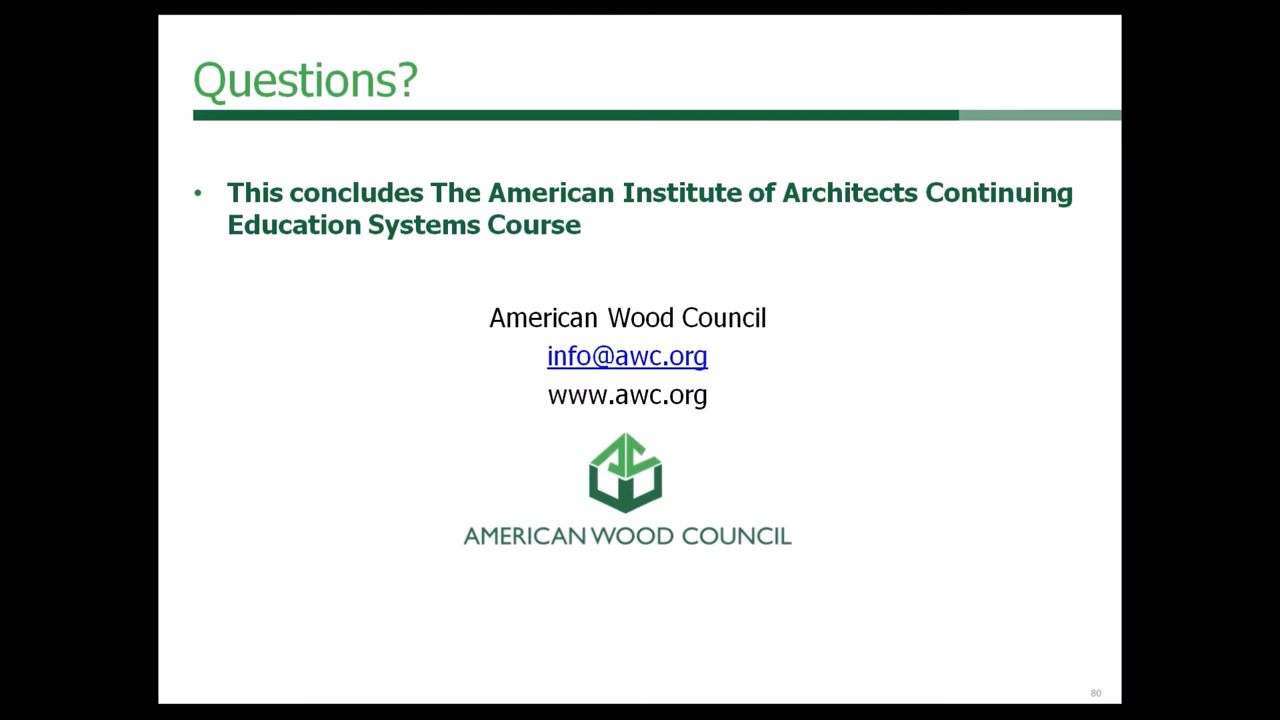 Questions?
• This concludes The American Institute of Architects Continuing
Education Systems Course
American Wood Council
info@awc.org
www.awc.org
AMERICAN WOOD COUNCIL
80